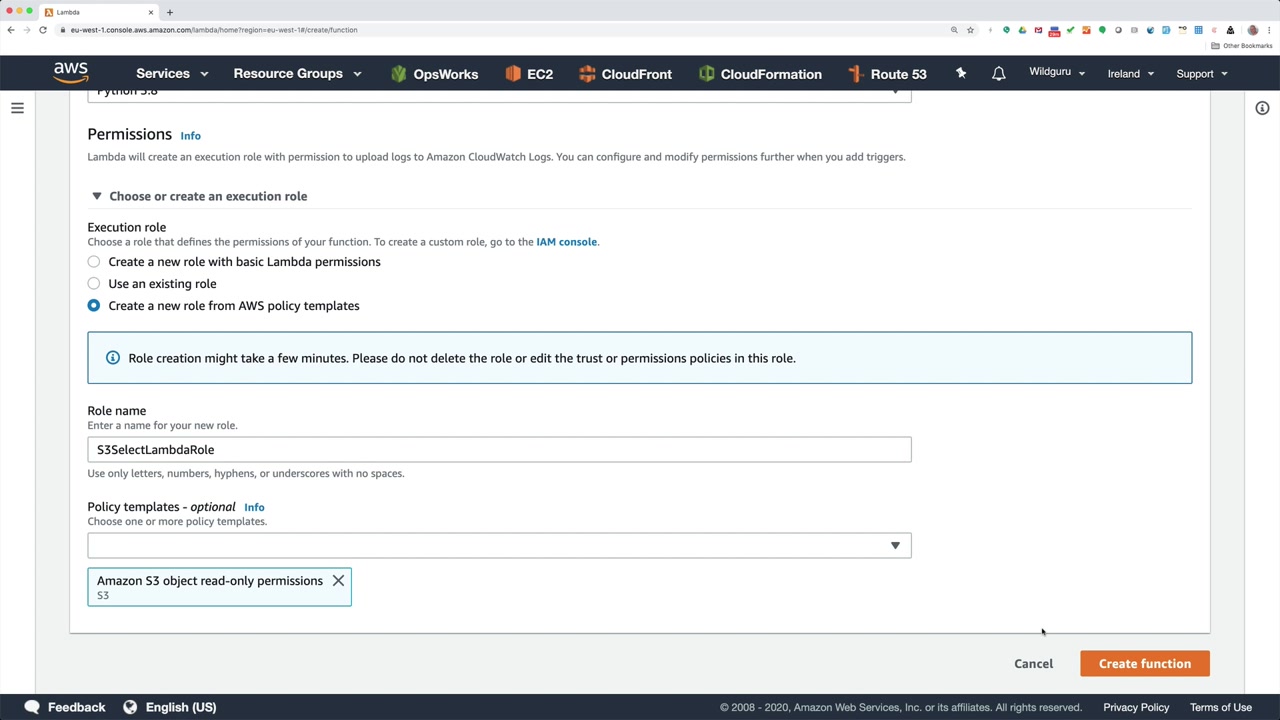 Lambda
eu-west-1.console.aws.amazon.com/lambda/home?region=eu-west-1#/create/function
Other Bookmarks
aws
Services
Resource Groups
OpsWorks
EC2
CloudFront
CloudFormation
Route 53
Wildguru
Ireland
Support
Python 3.8
Permissions Info
Lambda will create an execution role with permission to upload logs to Amazon CloudWatch Logs. You can configure and modify permissions further when you add triggers.
Choose or create an execution role
Execution role
Choose a role that defines the permissions of your function. To create a custom role, go to the IAM console.
Create a new role with basic Lambda permissions
Use an existing role
Create a new role from AWS policy templates
Role creation might take a few minutes. Please do not delete the role or edit the trust or permissions policies in this role.
Role name
Enter a name for your new role.
S3SelectLambdaRole
Use only letters, numbers, hyphens, or underscores with no spaces.
Policy templates - optional Info
Choose one or more policy templates.
Amazon S3 object read-only permissions
S3
Cancel
Create function
Feedback
English (US)
© 2008 - 2020, Amazon Web Services, Inc. or its affiliates. All rights reserved.
Privacy Policy
Terms of Use